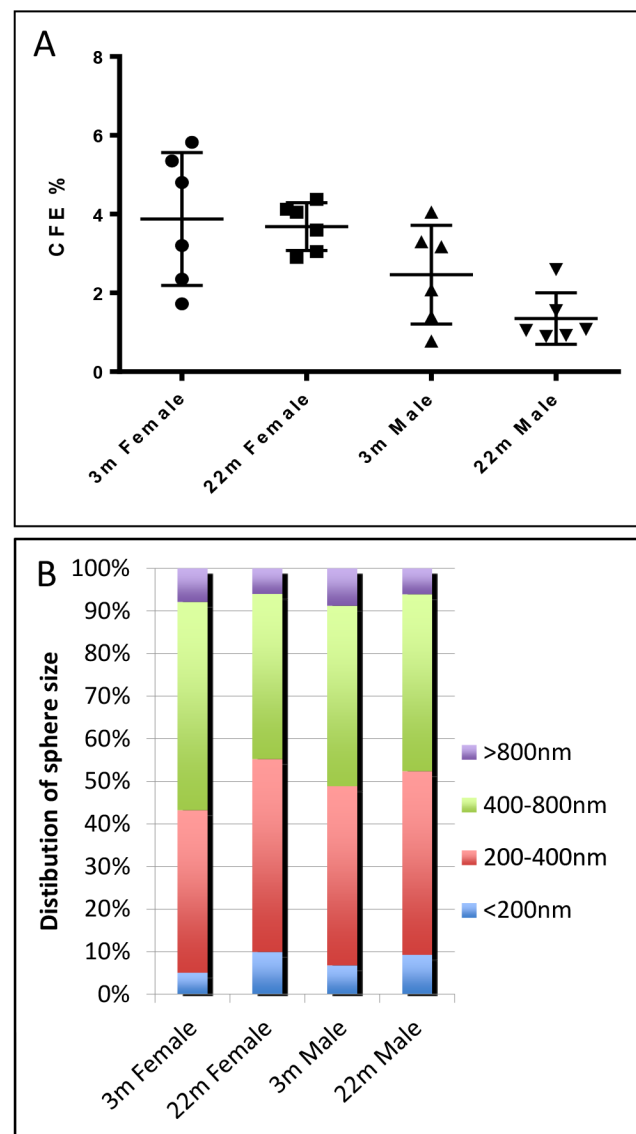 A
8
6
4
2
0
CFE %
3m Female
22m Female
3m Male
22m Male
B
100%
90%
80%
70%
60%
50%
40%
30%
20%
10%
0%
Distibution of sphere size
3m Female
22m Female
3m Male
22m Male
>800nm
400-800nm
200-400nm
<200nm